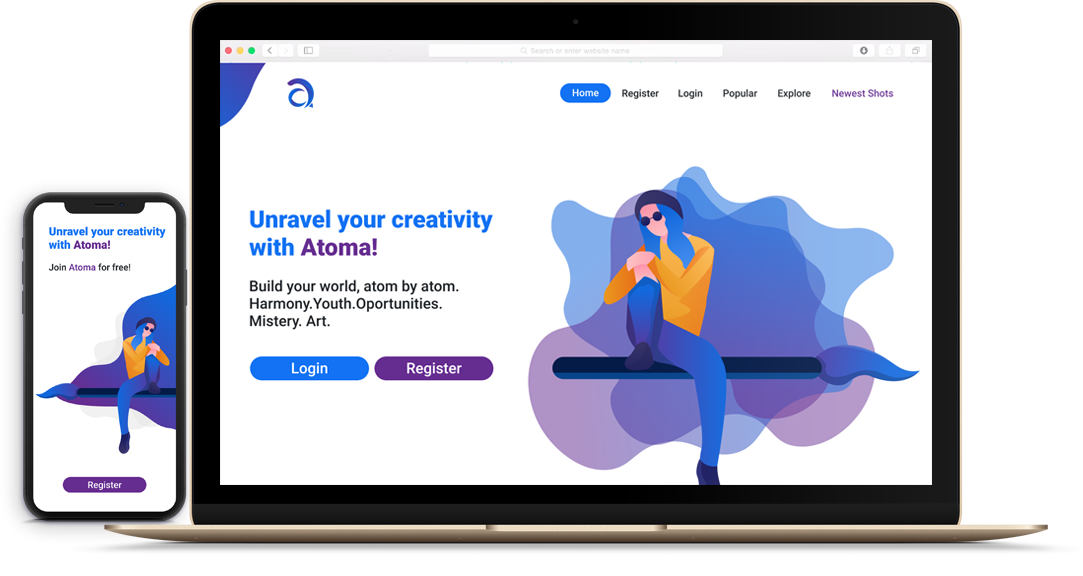 Search or enter website name
Home Register Login Popular Explore Newest Shots
Unravel your creativity
with Atoma!
Build your world, atom by atom.
Harmony.Youth.Oportunities.
Mistery. Art.
Login Register
Unravel your creativity
with Atoma!
Join Atoma for free!
Register